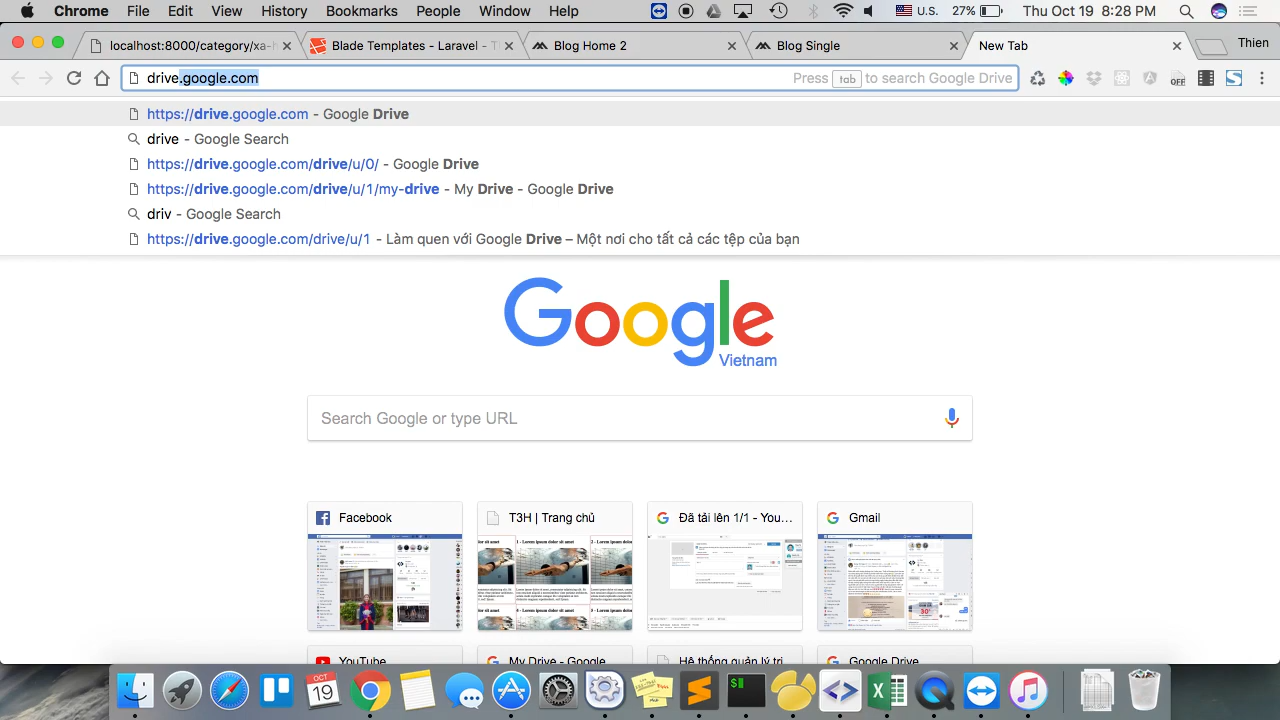 Chrome File Edit View History Bookmarks People Window Help U.S. 27% Thu Oct 19 8:28 PM
localhost:8000/category/xa-h Blade Templates - Laravel - Th Blog Home 2 Blog Single New Tab Thien
drive.google.com Press tab to search Google Drive OFF
https://drive.google.com - Google Drive
drive - Google Search
https://drive.google.com/drive/u/0/ - Google Drive
https://drive.google.com/drive/u/1/my-drive - My Drive - Google Drive
driv - Google Search
https://drive.google.com/drive/u/1 - Làm quen với Google Drive – Một nơi cho tất cả các tệp của bạn
Google
Vietnam
Search Google or type URL
Facebook T3H | Trang chủ Đã tải lên 1/1 - You... Gmail
YouTube My Drive - Google Hệ thống quản lý trị Google Drive
OCT
19